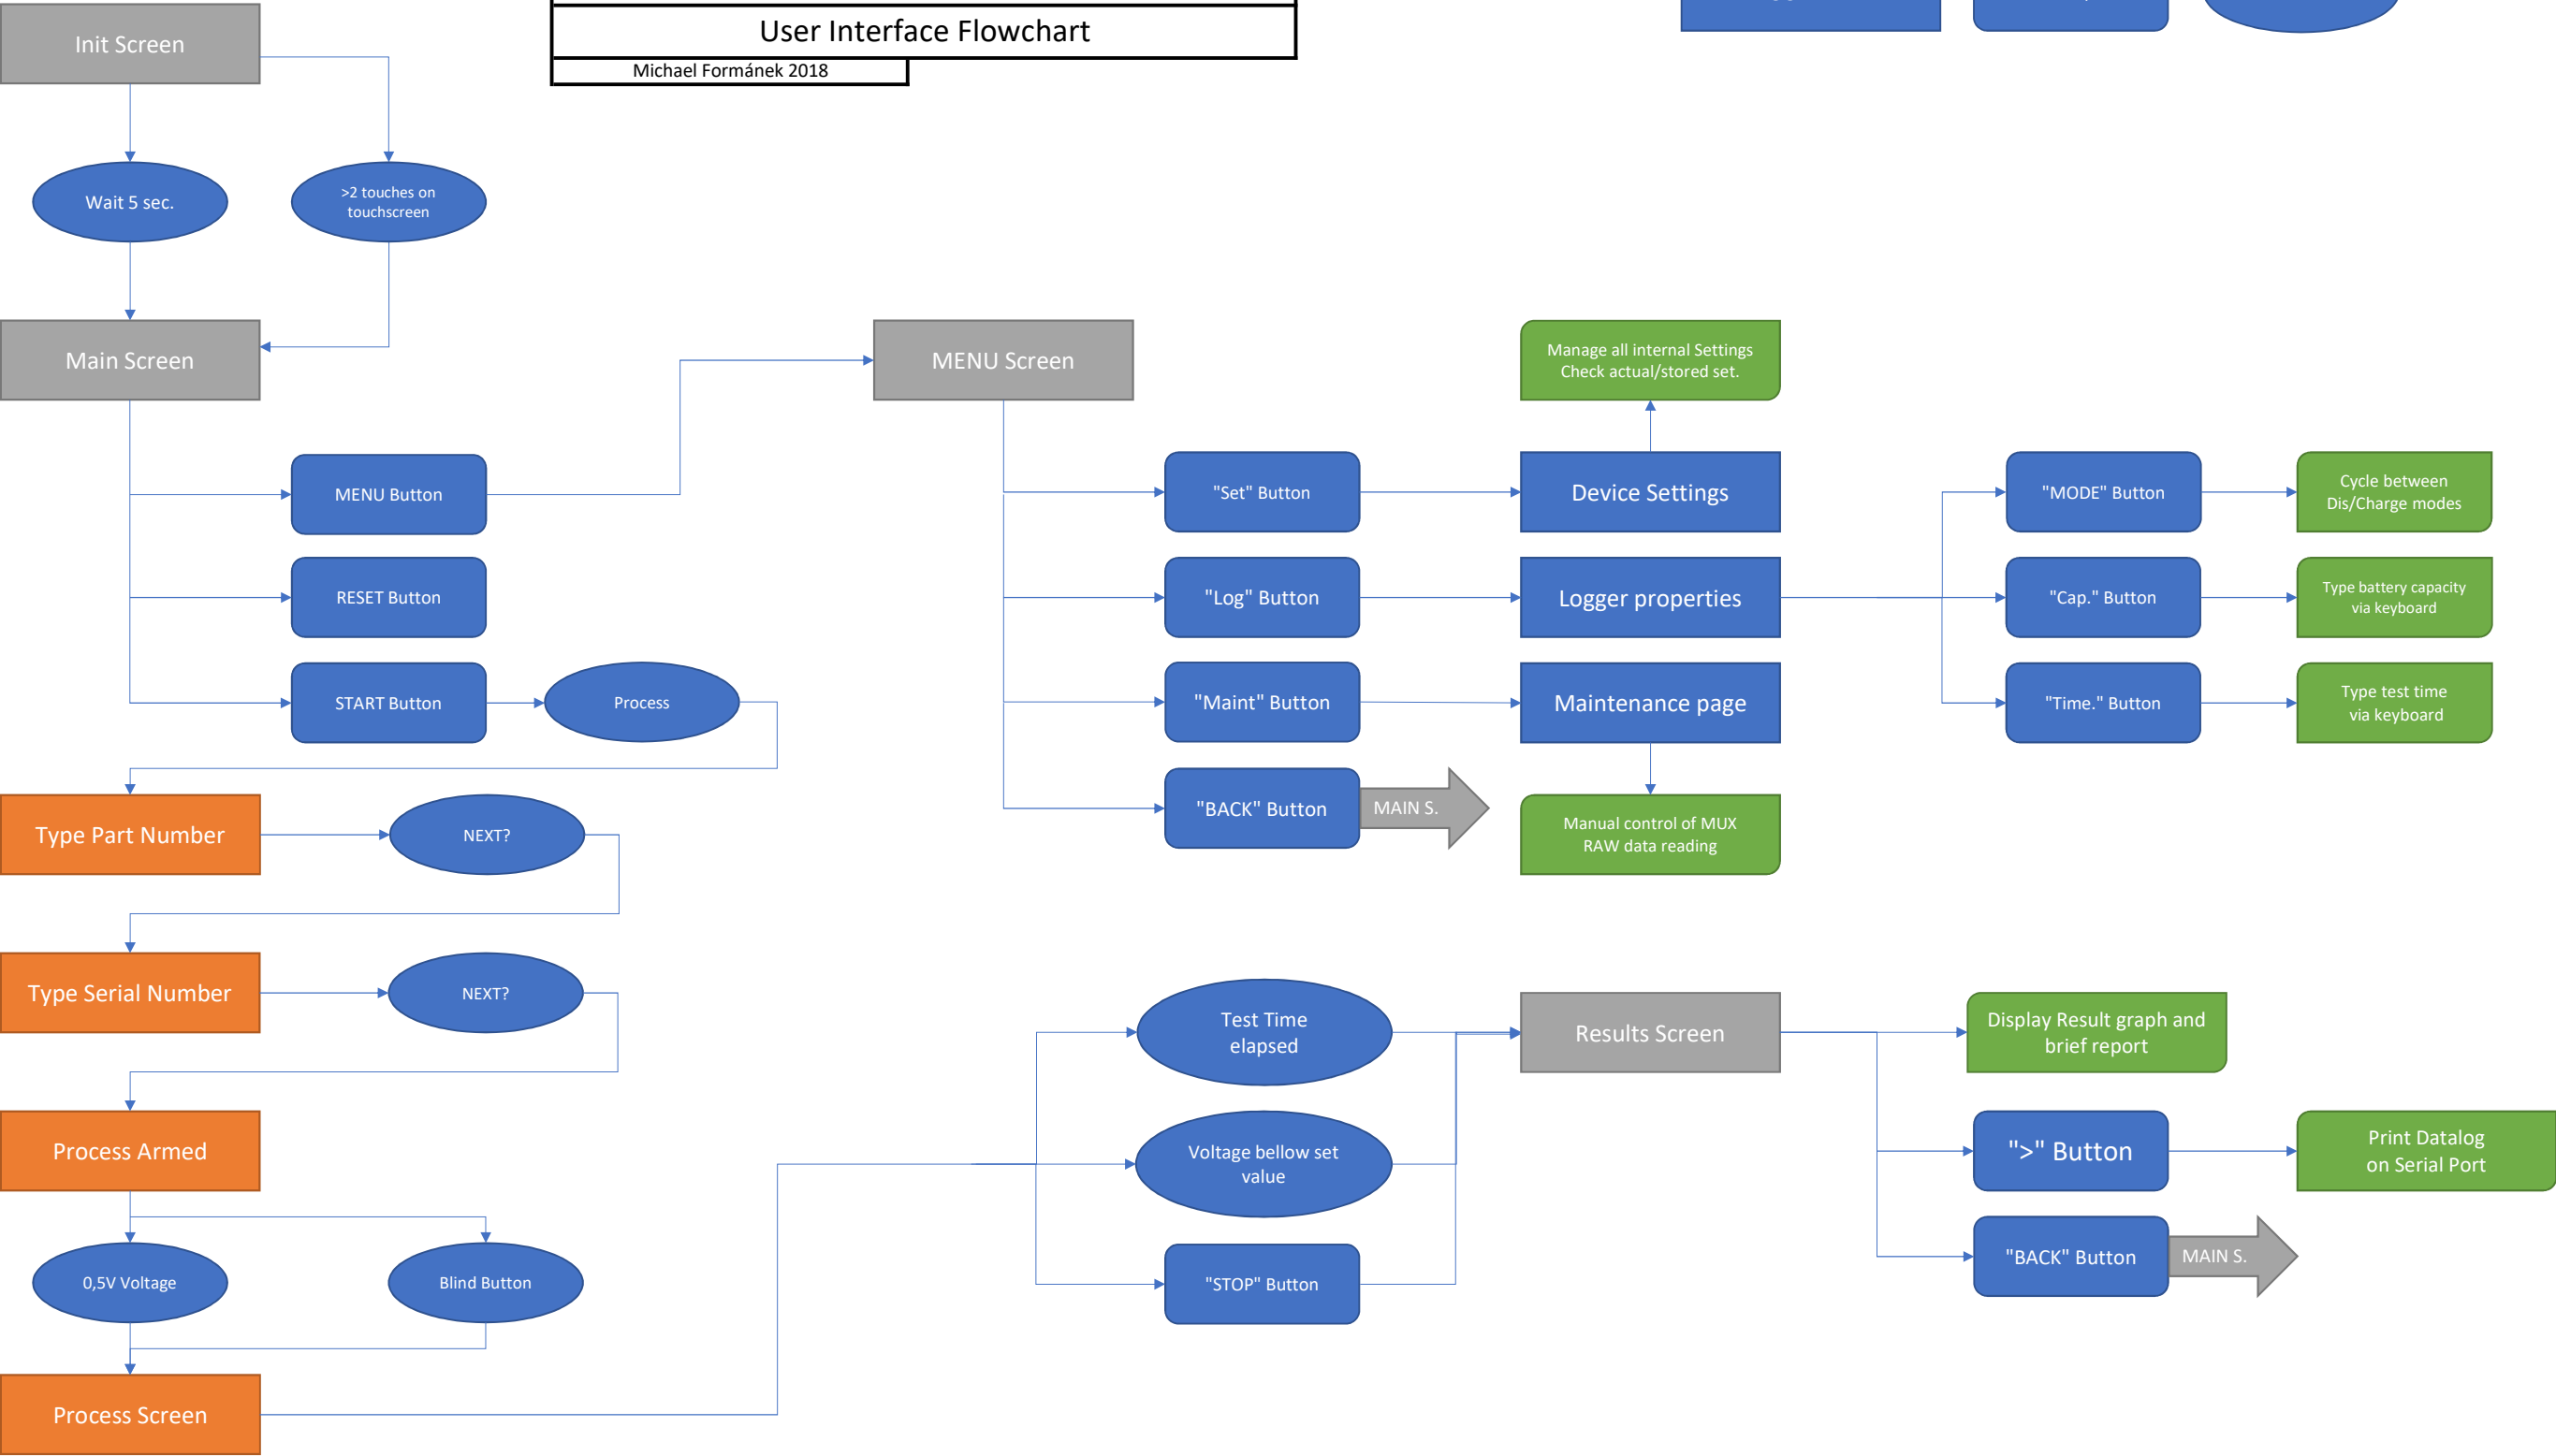 Init Screen
User Interface Flowchart
Michael Formánek 2018
Wait 5 sec.
>2 touches on
touchscreen
Main Screen
MENU Screen
Manage all internal Settings
Check actual/stored set.
MENU Button
"Set" Button
Device Settings
"MODE" Button
Cycle between
Dis/Charge modes
RESET Button
"Log" Button
Logger properties
"Cap." Button
Type battery capacity
via keyboard
START Button
Process
"Maint" Button
Maintenance page
"Time." Button
Type test time
via keyboard
"BACK" Button
MAIN S.
Type Part Number
NEXT?
Manual control of MUX
RAW data reading
Type Serial Number
NEXT?
Test Time
elapsed
Results Screen
Display Result graph and
brief report
Process Armed
Voltage bellow set
value
">" Button
Print Datalog
on Serial Port
0,5V Voltage
Blind Button
"STOP" Button
"BACK" Button
MAIN S.
Process Screen